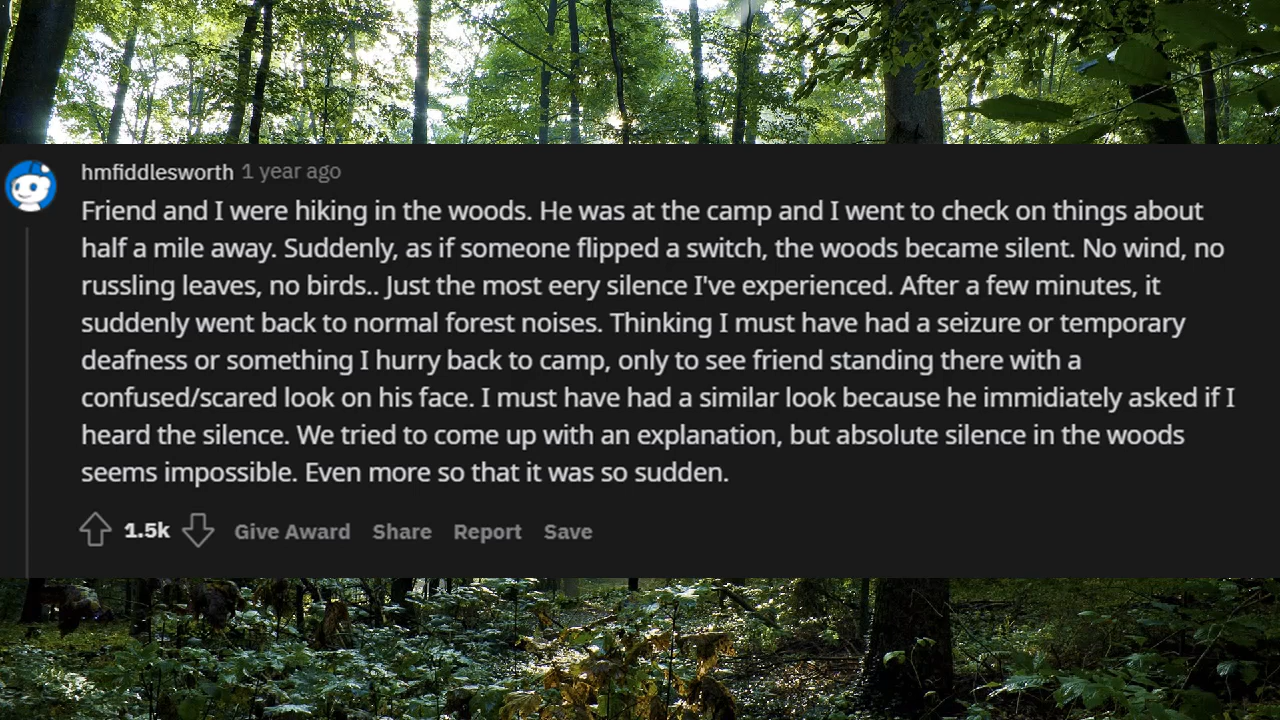 hmfiddlesworth 1 year ago
Friend and I were hiking in the woods. He was at the camp and I went to check on things about
half a mile away. Suddenly, as if someone flipped a switch, the woods became silent. No wind, no
russling leaves, no birds.. Just the most eery silence I've experienced. After a few minutes, it
suddenly went back to normal forest noises. Thinking I must have had a seizure or temporary
deafness or something I hurry back to camp, only to see friend standing there with a
confused/scared look on his face. I must have had a similar look because he immidiately asked if I
heard the silence. We tried to come up with an explanation, but absolute silence in the woods
seems impossible. Even more so that it was so sudden.
1.5k Give Award Share Report Save